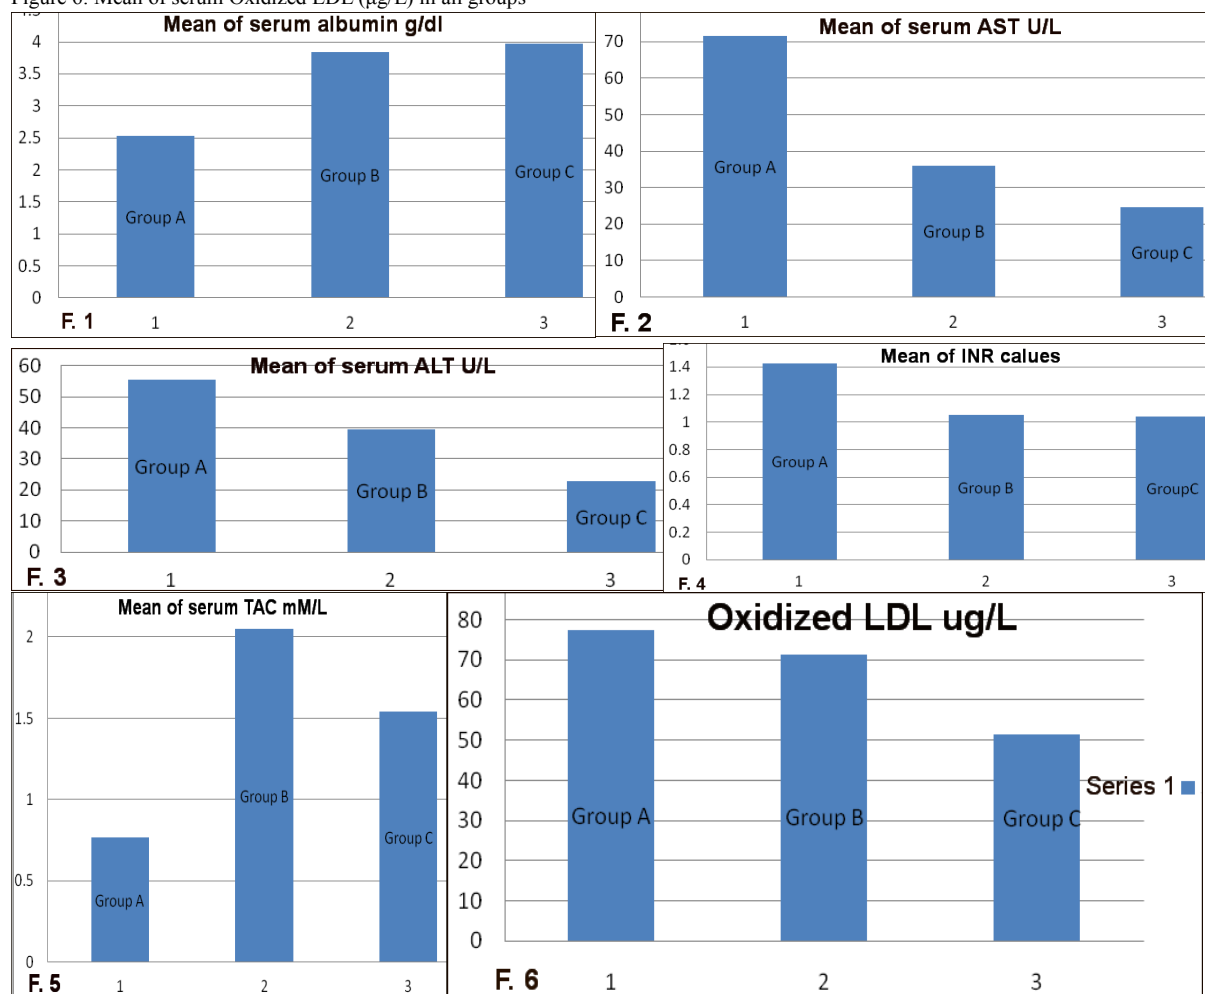 Figure 6: Mean of serum Oxidized LDL (µg/L) in all groups
Mean of serum albumin g/dl
4.5
4
3.5
3
2.5
2
1.5
1
0.5
0
Group A
Group B
Group C
F. 1
1
2
3
Mean of serum AST U/L
70
60
50
40
30
20
10
0
Group A
Group B
Group C
F. 2
1
2
3
Mean of serum ALT U/L
60
50
40
30
20
10
0
Group A
Group B
Group C
F. 3
1
2
3
Mean of INR calues
1.6
1.4
1.2
1
0.8
0.6
0.4
0.2
0
Group A
Group B
GroupC
F. 4
1
2
3
Mean of serum TAC mM/L
2
1.5
1
0.5
0
Group A
Group B
Group C
F. 5
1
2
3
Oxidized LDL ug/L
80
70
60
50
40
30
20
10
0
Group A
Group B
Group C
Series 1
F. 6
1
2
3